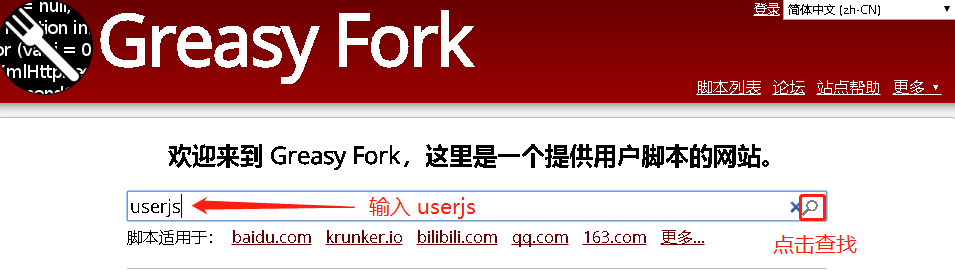 = null,
登录 简体中文 (zh-CN)
tion in
or (va i = 0
XmlHttp
Greasy Fork
脚本列表 论坛 站点帮助 更多 ▼
欢迎来到 Greasy Fork，这里是一个提供用户脚本的网站。
userjs 输入 userjs
脚本适用于： baidu.com krunker.io bilibili.com qq.com 163.com 更多...
点击查找